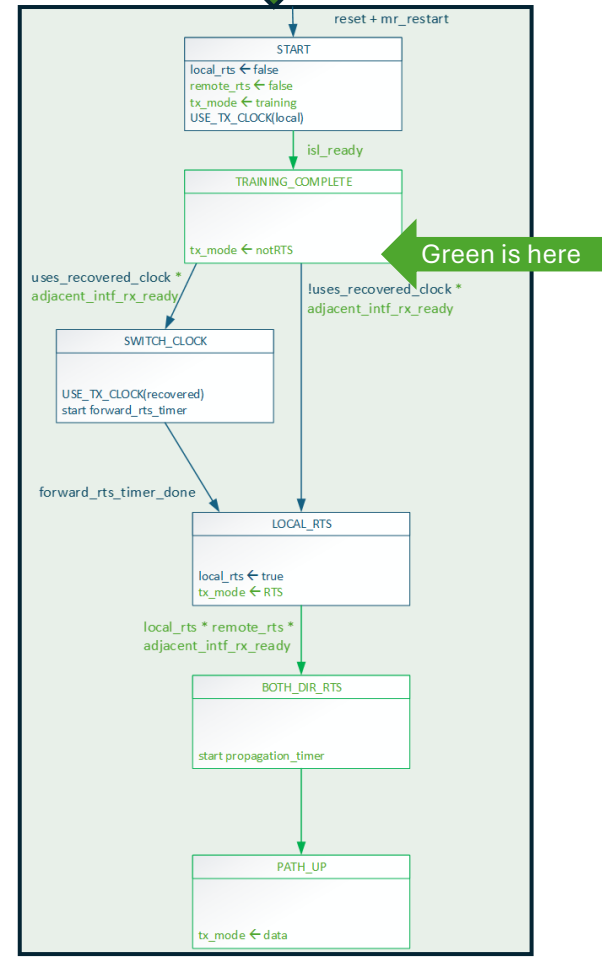 reset + mr_restart
START
local_rts ← false
remote_rts ← false
tx_mode ← training
USE_TX_CLOCK(local)
isl_ready
TRAINING_COMPLETE
tx_mode ← notRTS
Green is here
uses_recovered_clock *
adjacent_intf_rx_ready
!uses_recovered_clock *
adjacent_intf_rx_ready
SWITCH_CLOCK
USE_TX_CLOCK(recovered)
start forward_rts_timer
forward_rts_timer_done
LOCAL_RTS
local_rts ← true
tx_mode ← RTS
local_rts * remote_rts *
adjacent_intf_rx_ready
BOTH_DIR_RTS
start propagation_timer
PATH_UP
tx_mode ← data